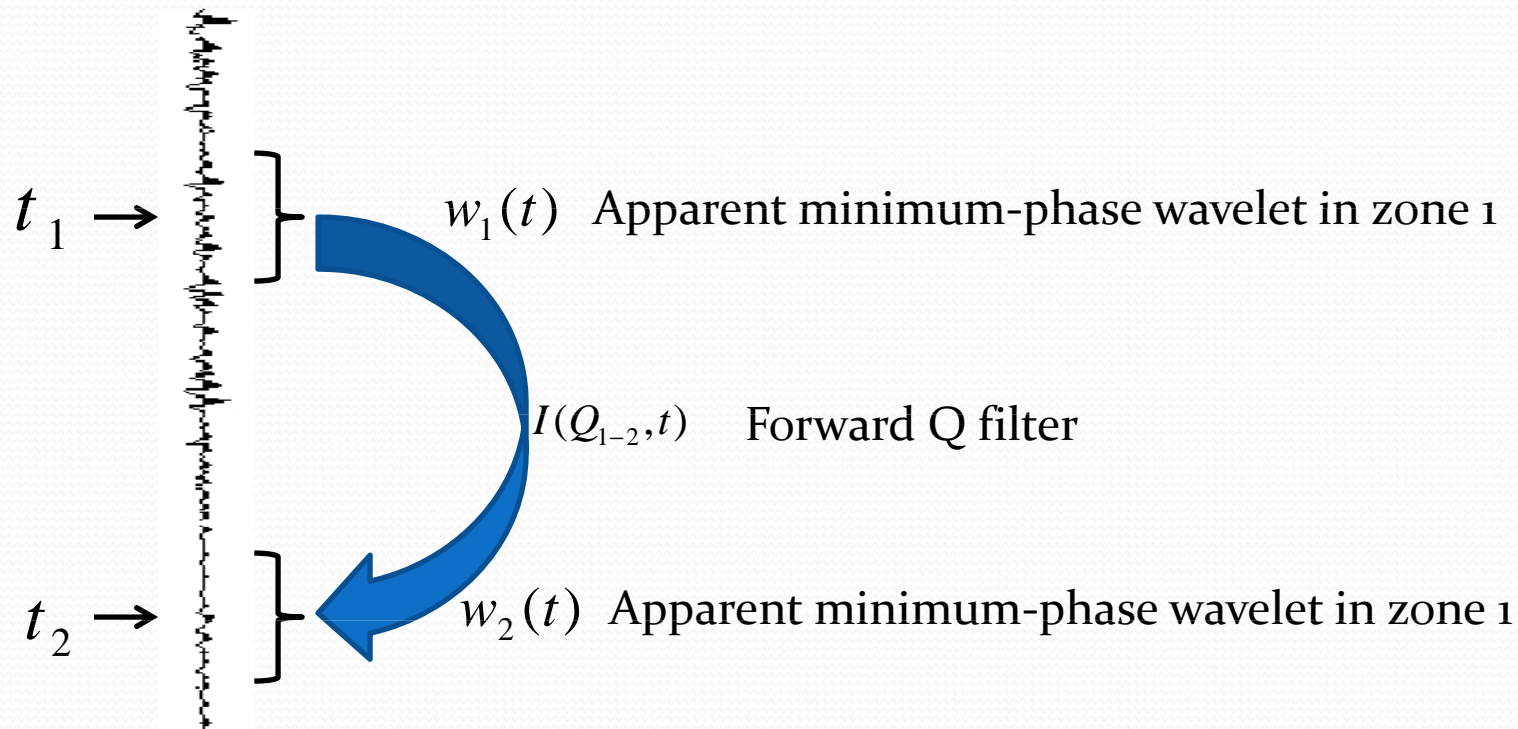 t₁ → w₁(t) Apparent minimum-phase wavelet in zone 1
I(Q₁₋₂,t) Forward Q filter
t₂ → w₂(t) Apparent minimum-phase wavelet in zone 1